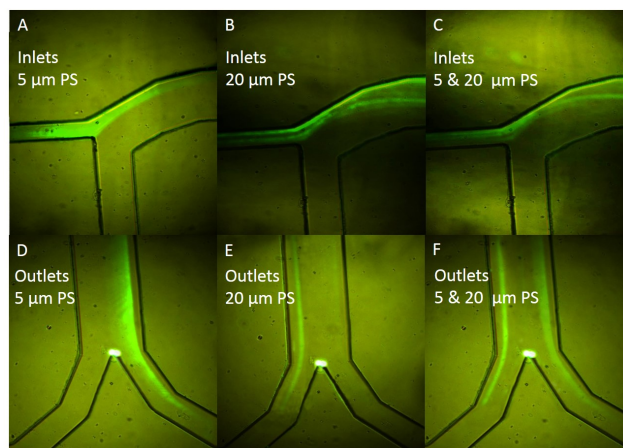 A
Inlets
5 µm PS
B
Inlets
20 µm PS
C
Inlets
5 & 20 µm PS
D
Outlets
5 µm PS
E
Outlets
20 µm PS
F
Outlets
5 & 20 µm PS